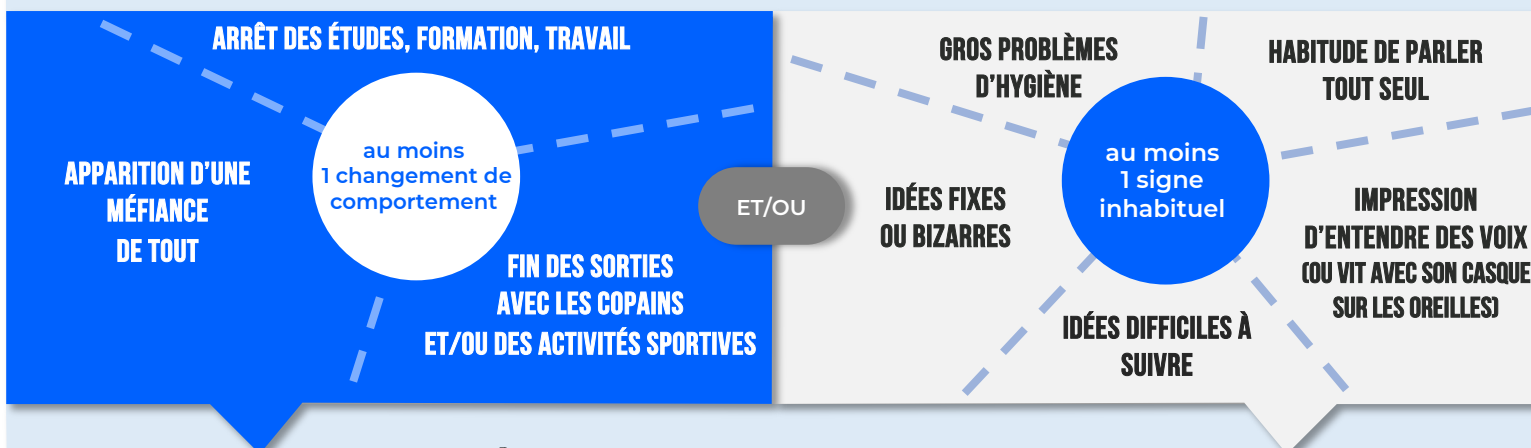 ARRÊT DES ÉTUDES, FORMATION, TRAVAIL
au moins
1 changement de
comportement
APPARITION D'UNE
MÉFIANCE
DE TOUT
FIN DES SORTIES
AVEC LES COPAINS
ET/OU DES ACTIVITÉS SPORTIVES
ET/OU
GROS PROBLÈMES
D'HYGIÈNE
HABITUDE DE PARLER
TOUT SEUL
au moins
1 signe
inhabituel
IDÉES FIXES
OU BIZARRES
IMPRESSION
D'ENTENDRE DES VOIX
(OU VIT AVEC SON CASQUE
SUR LES OREILLES)
IDÉES DIFFICILES À
SUIVRE